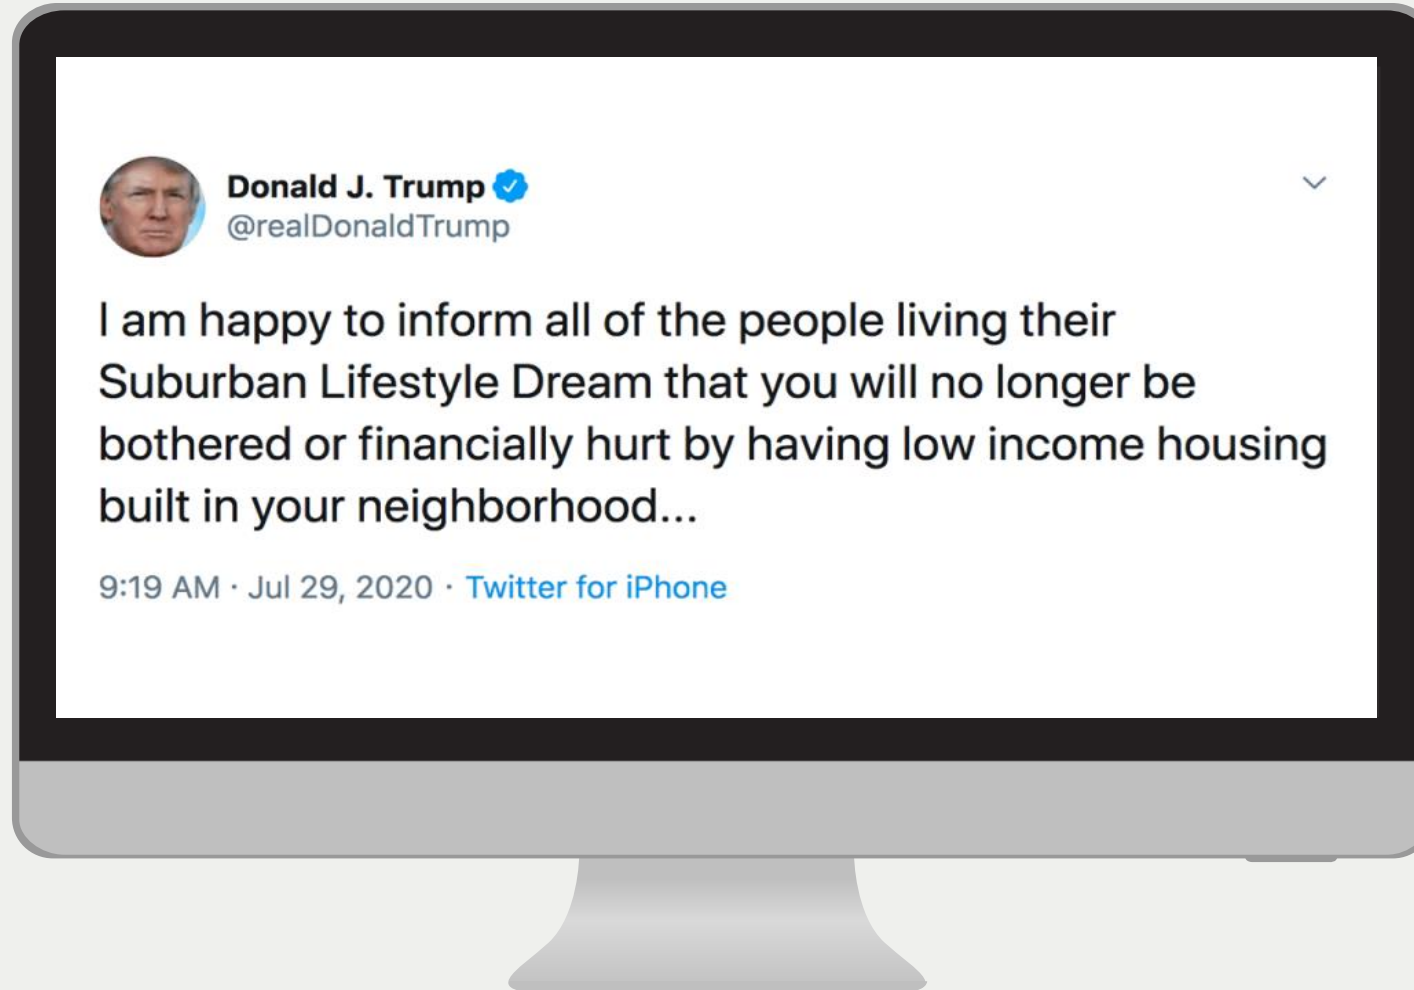 Donald J. Trump
@realDonaldTrump
I am happy to inform all of the people living their
Suburban Lifestyle Dream that you will no longer be
bothered or financially hurt by having low income housing
built in your neighborhood...
9:19 AM · Jul 29, 2020 · Twitter for iPhone